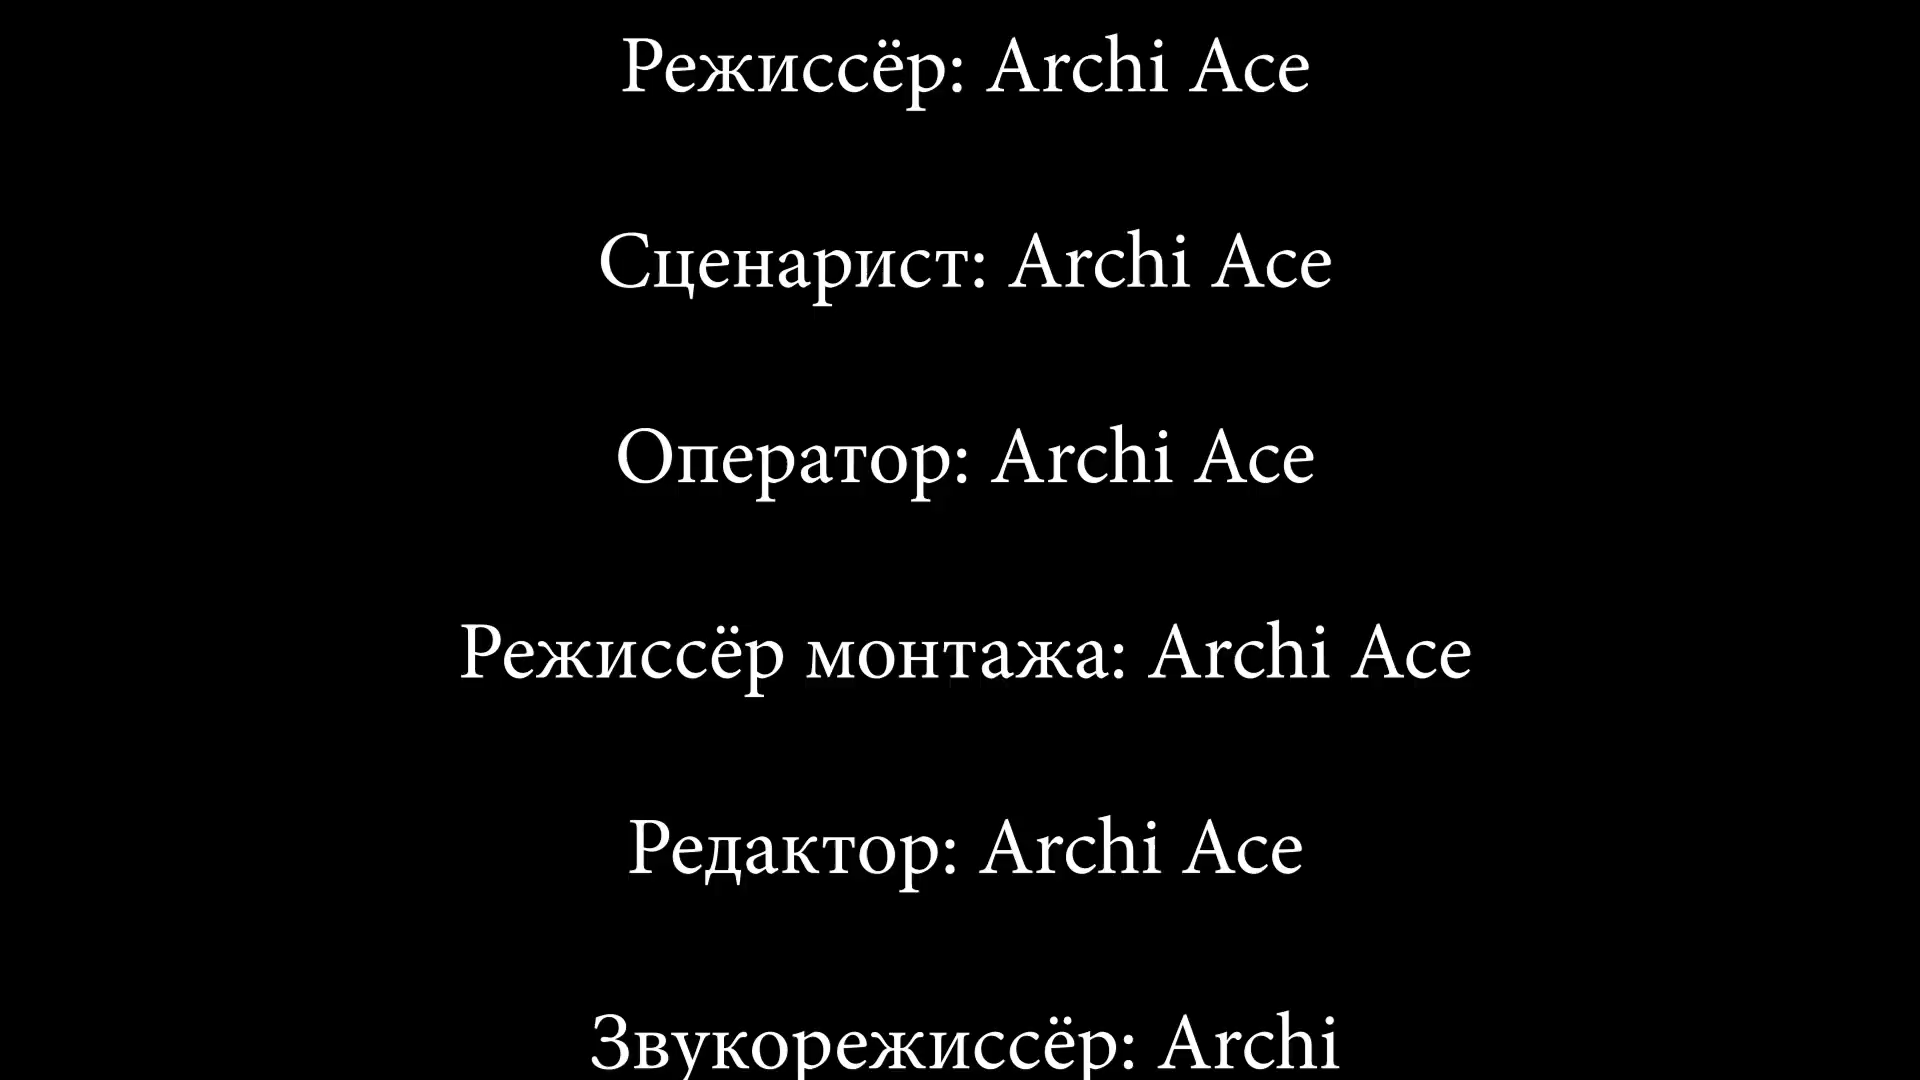 Режиссёр: Archi Ace
Сценарист: Archi Ace
Оператор: Archi Ace
Режиссёр монтажа: Archi Ace
Редактор: Archi Ace
Звукорежиссёр: Archi